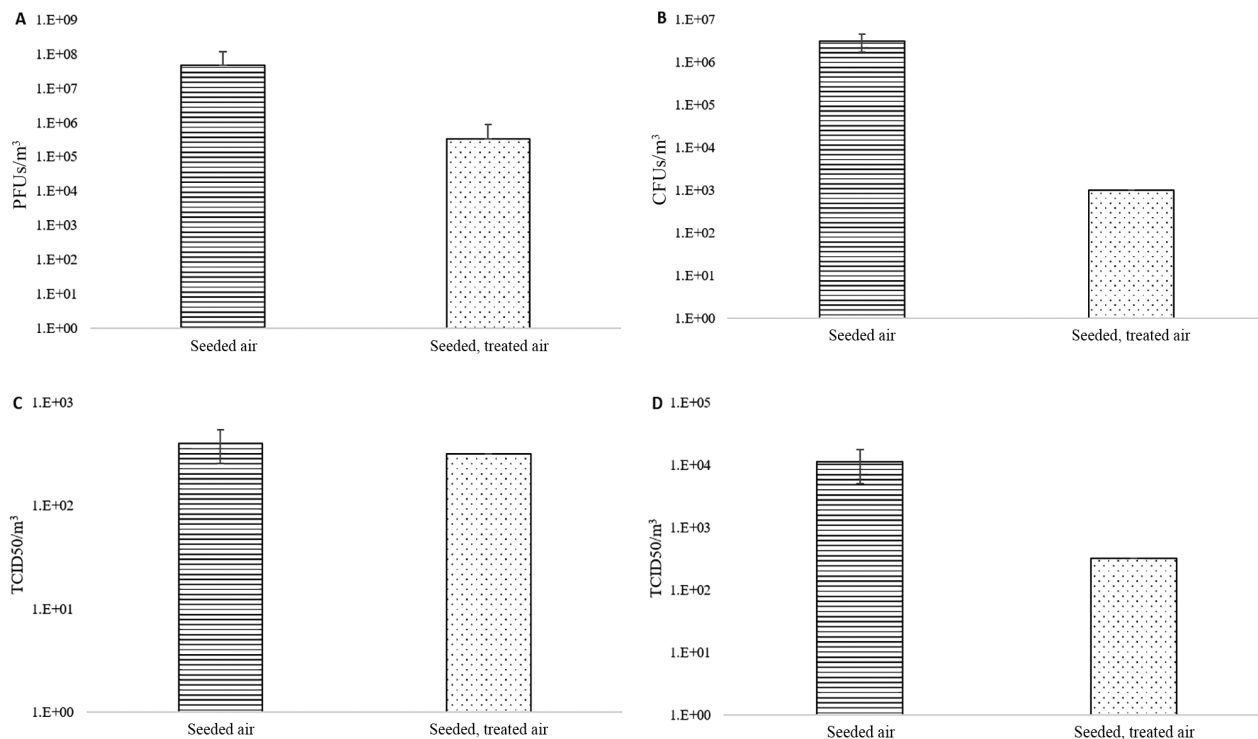 A
1.E+09
1.E+08
1.E+07
1.E+06
1.E+05
1.E+04
1.E+03
1.E+02
1.E+01
1.E+00
PFUs/m³
Seeded air
Seeded, treated air
B
1.E+07
1.E+06
1.E+05
1.E+04
1.E+03
1.E+02
1.E+01
1.E+00
CFUs/m³
Seeded air
Seeded, treated air
C
1.E+03
1.E+02
1.E+01
1.E+00
TCID50/m³
Seeded air
Seeded, treated air
D
1.E+05
1.E+04
1.E+03
1.E+02
1.E+01
1.E+00
TCID50/m³
Seeded air
Seeded, treated air